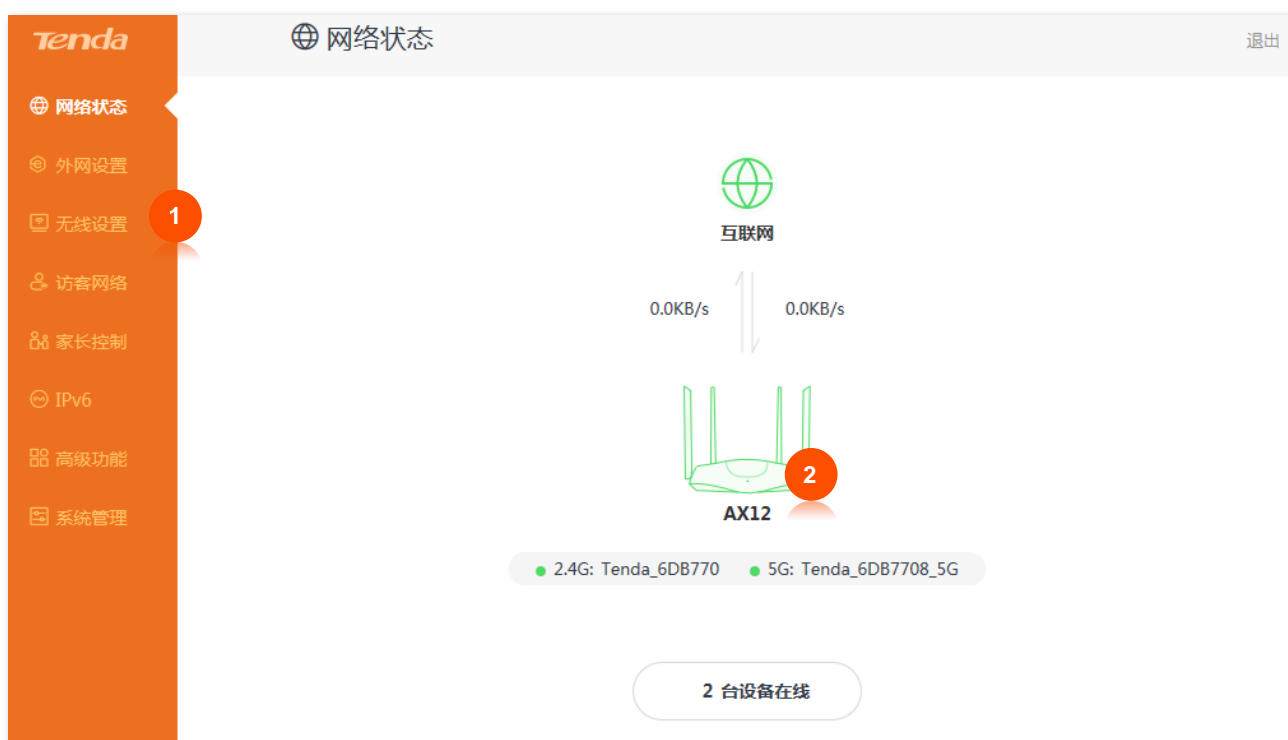 Tenda
网络状态
退出
网络状态
外网设置
无线设置
1
访客网络
家长控制
IPv6
高级功能
系统管理
互联网
0.0KB/s 0.0KB/s
2
AX12
2.4G: Tenda_6DB770 5G: Tenda_6DB7708_5G
2 台设备在线